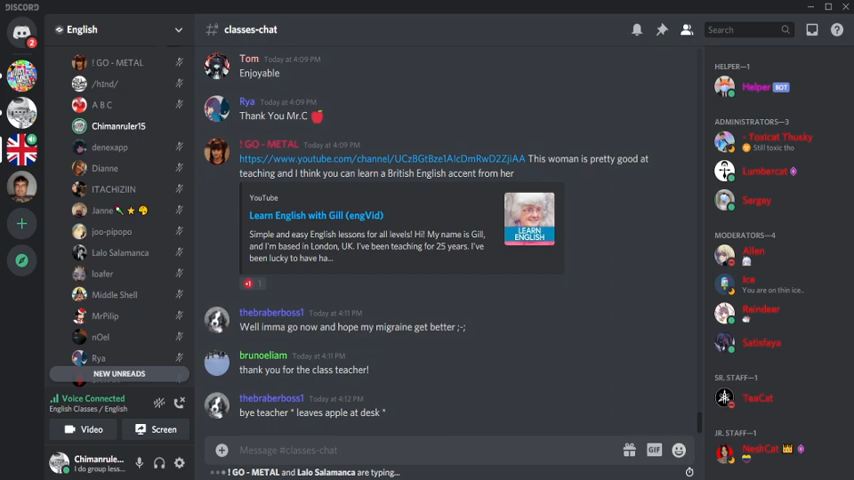 DISCORD
English
classes-chat
Search
! GO - METAL
/hɪnd/
A B C
Chimanruler15
denexapp
Dianne
ITACHIZIIN
Janne
joo-pipopo
Lalo Salamanca
loafer
Middle Shell
MrPilip
nOel
Rya
NEW UNREADS
Voice Connected
English Classes / English
Video
Screen
Chimanrule...
I do group less...
2
Tom Today at 4:09 PM
Enjoyable
Rya Today at 4:09 PM
Thank You Mr.C
! GO - METAL Today at 4:09 PM
This woman is pretty good at
teaching and I think you can learn a British English accent from her
YouTube
Learn English with Gill (engVid)
Simple and easy English lessons for all levels! Hi! My name is Gill,
and I'm based in London, UK. I've been teaching for 25 years. I've
been lucky to have ha...
LEARN
ENGLISH
1
thebraberboss1 Today at 4:11 PM
Well imma go now and hope my migraine get better ;-;
brunoeliam Today at 4:11 PM
thank you for the class teacher!
thebraberboss1 Today at 4:12 PM
bye teacher * leaves apple at desk *
Message #classes-chat
GIF
! GO - METAL and Lalo Salamanca are typing...
HELPER—1
Helper BOT
ADMINISTRATORS—3
- Toxicat Thusky
Still toxic tho
Lumbercat
Sergey
MODERATORS—4
Allen
Ice
You are on thin ice..
Reindeer
Satisfaya
SR. STAFF—1
TeaCat
JR. STAFF—1
NeshCat